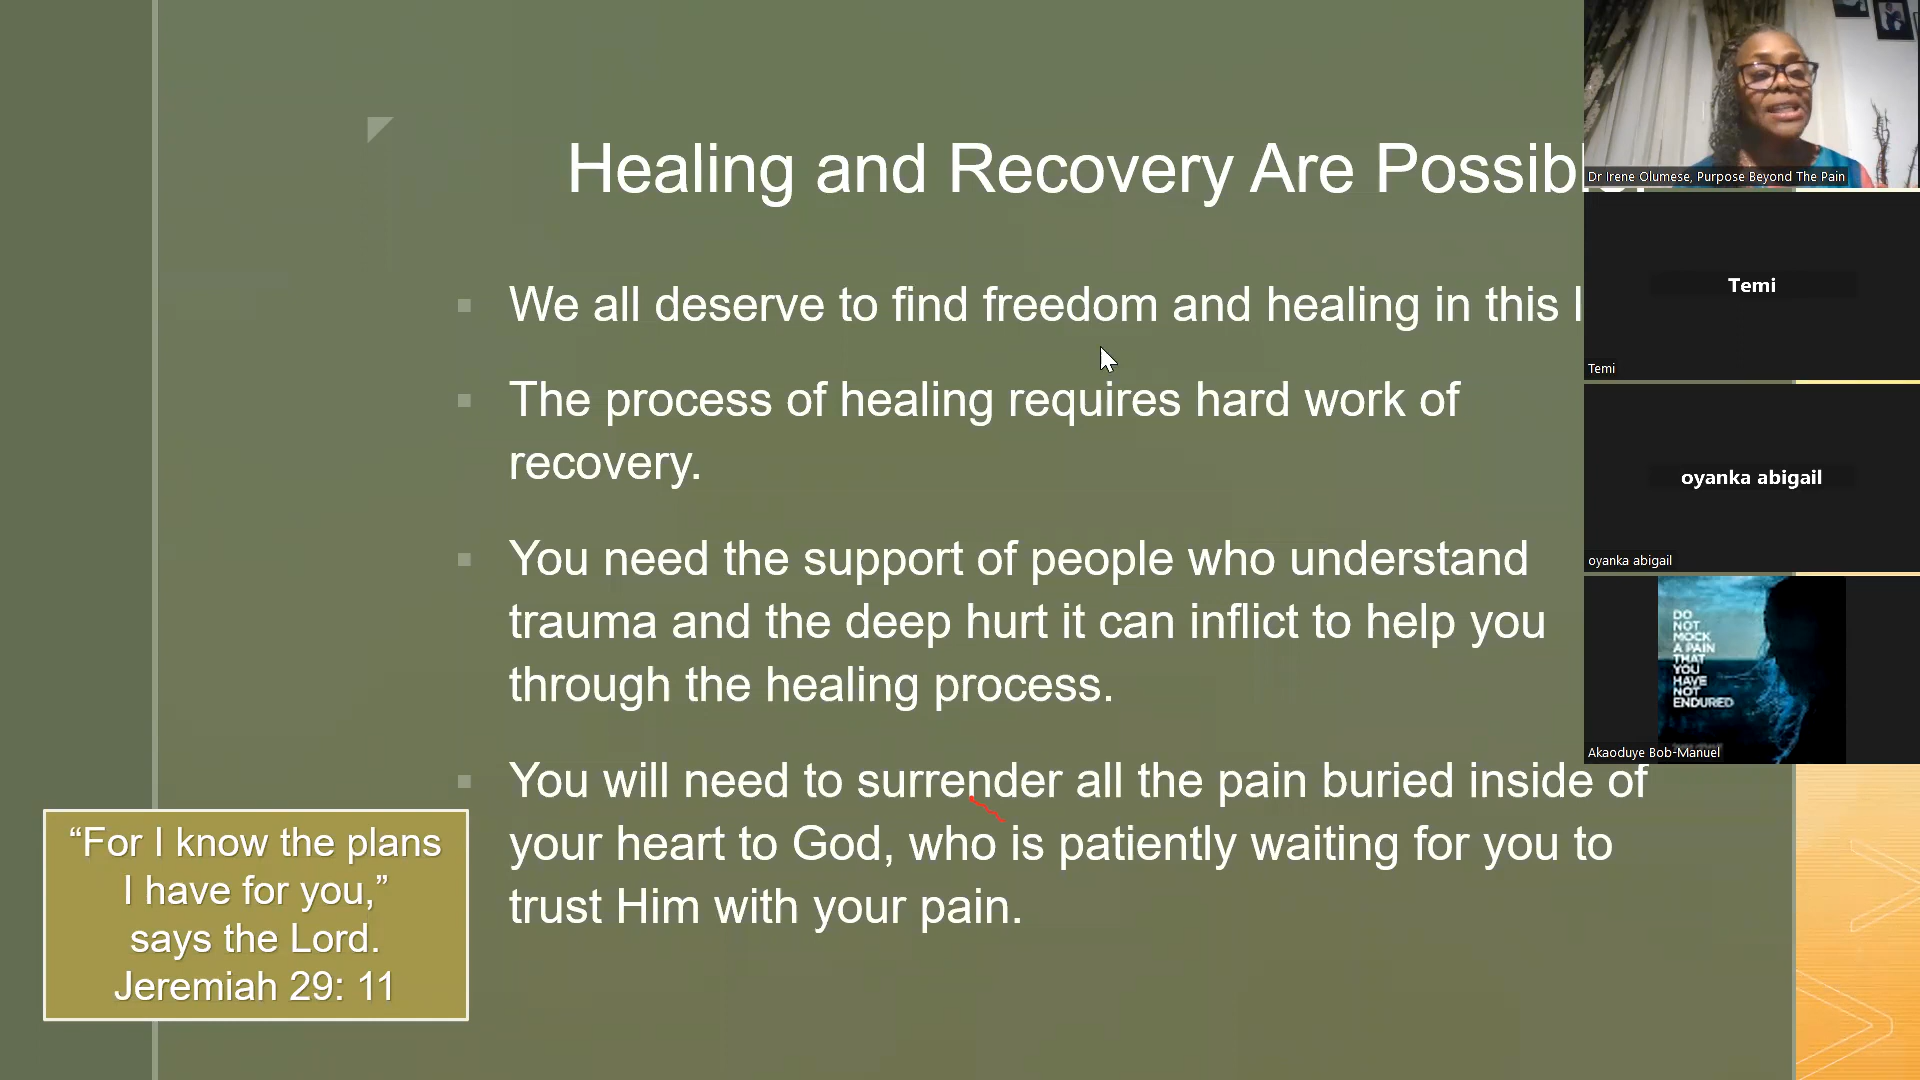 Healing and Recovery Are Possib
We all deserve to find freedom and healing in this l
The process of healing requires hard work of
recovery.
You need the support of people who understand
trauma and the deep hurt it can inflict to help you
through the healing process.
You will need to surrender all the pain buried inside of
your heart to God, who is patiently waiting for you to
trust Him with your pain.
“For I know the plans
I have for you,”
says the Lord.
Jeremiah 29: 11
Dr Irene Olumese, Purpose Beyond The Pain
Temi
Temi
oyanka abigail
oyanka abigail
DO
NOT
MOCK
A PAIN
THAT
YOU
HAVE
NOT
ENDURED
Akaoduye Bob-Manuel